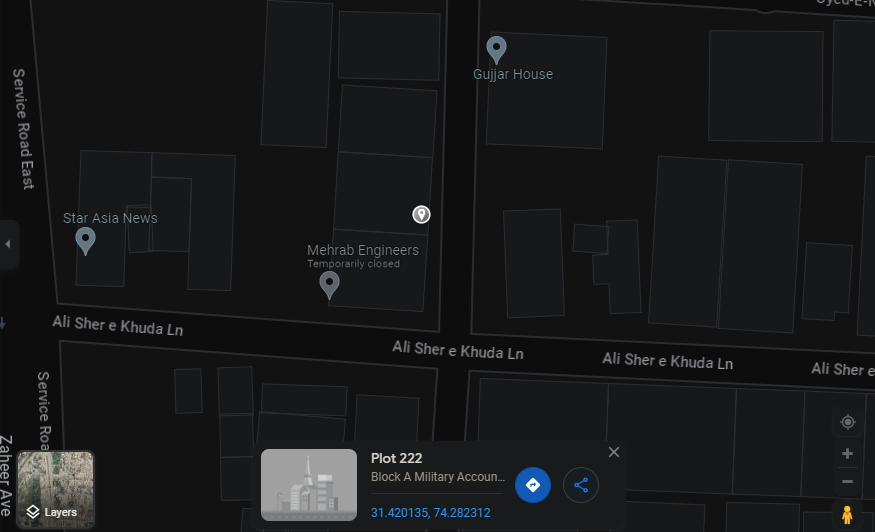 Syed-E-
Gujjar House
Service Road East
Star Asia News
Mehrab Engineers
Temporarily closed
Ali Sher e Khuda Ln
Ali Sher e Khuda Ln
Ali Sher e Khuda Ln
Ali Sher e
Service Roa
Zaheer Ave
Layers
Plot 222
Block A Military Accoun...
31.420135, 74.282312